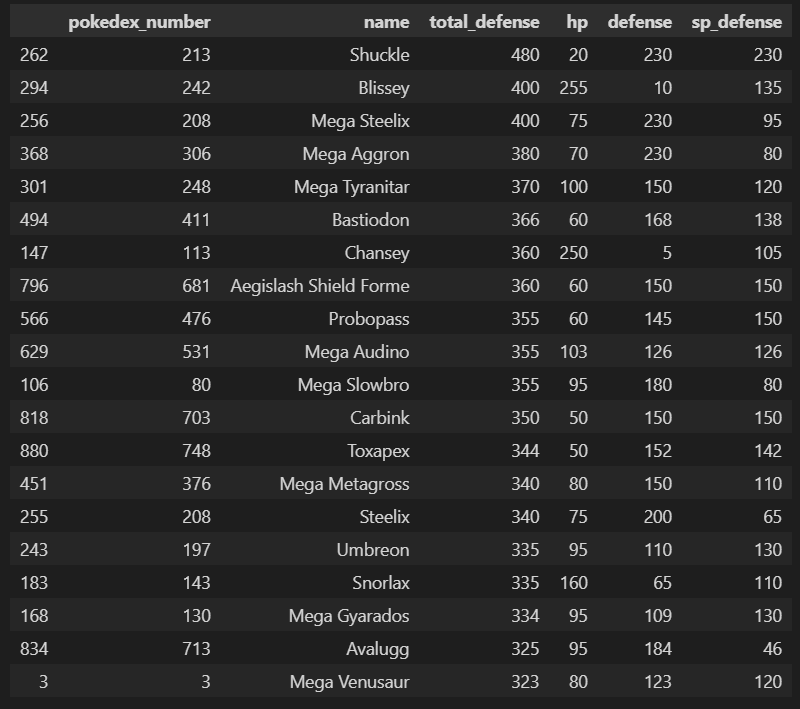 pokedex_number name total_defense hp defense sp_defense
262 213 Shuckle 480 20 230 230
294 242 Blissey 400 255 10 135
256 208 Mega Steelix 400 75 230 95
368 306 Mega Aggron 380 70 230 80
301 248 Mega Tyranitar 370 100 150 120
494 411 Bastiodon 366 60 168 138
147 113 Chansey 360 250 5 105
796 681 Aegislash Shield Forme 360 60 150 150
566 476 Probopass 355 60 145 150
629 531 Mega Audino 355 103 126 126
106 80 Mega Slowbro 355 95 180 80
818 703 Carbink 350 50 150 150
880 748 Toxapex 344 50 152 142
451 376 Mega Metagross 340 80 150 110
255 208 Steelix 340 75 200 65
243 197 Umbreon 335 95 110 130
183 143 Snorlax 335 160 65 110
168 130 Mega Gyarados 334 95 109 130
834 713 Avalugg 325 95 184 46
3 3 Mega Venusaur 323 80 123 120